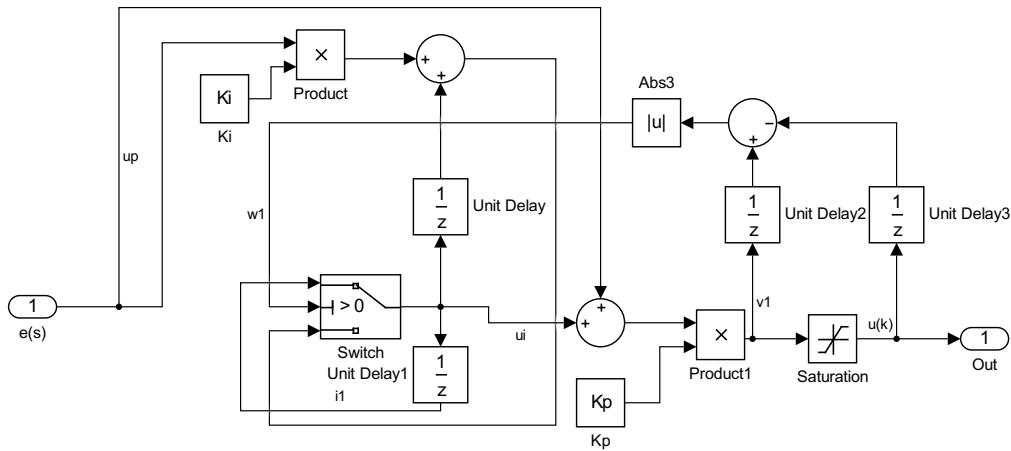 Ki
Ki
×
Product
+
+
Abs3
|u|
−
+
up
w1
1
z
Unit Delay
1
z
Unit Delay2
1
z
Unit Delay3
1
e(s)
> 0
Switch
Unit Delay1
i1
1
z
ui
+
+
Kp
Kp
×
Product1
v1
Saturation
u(k)
1
Out